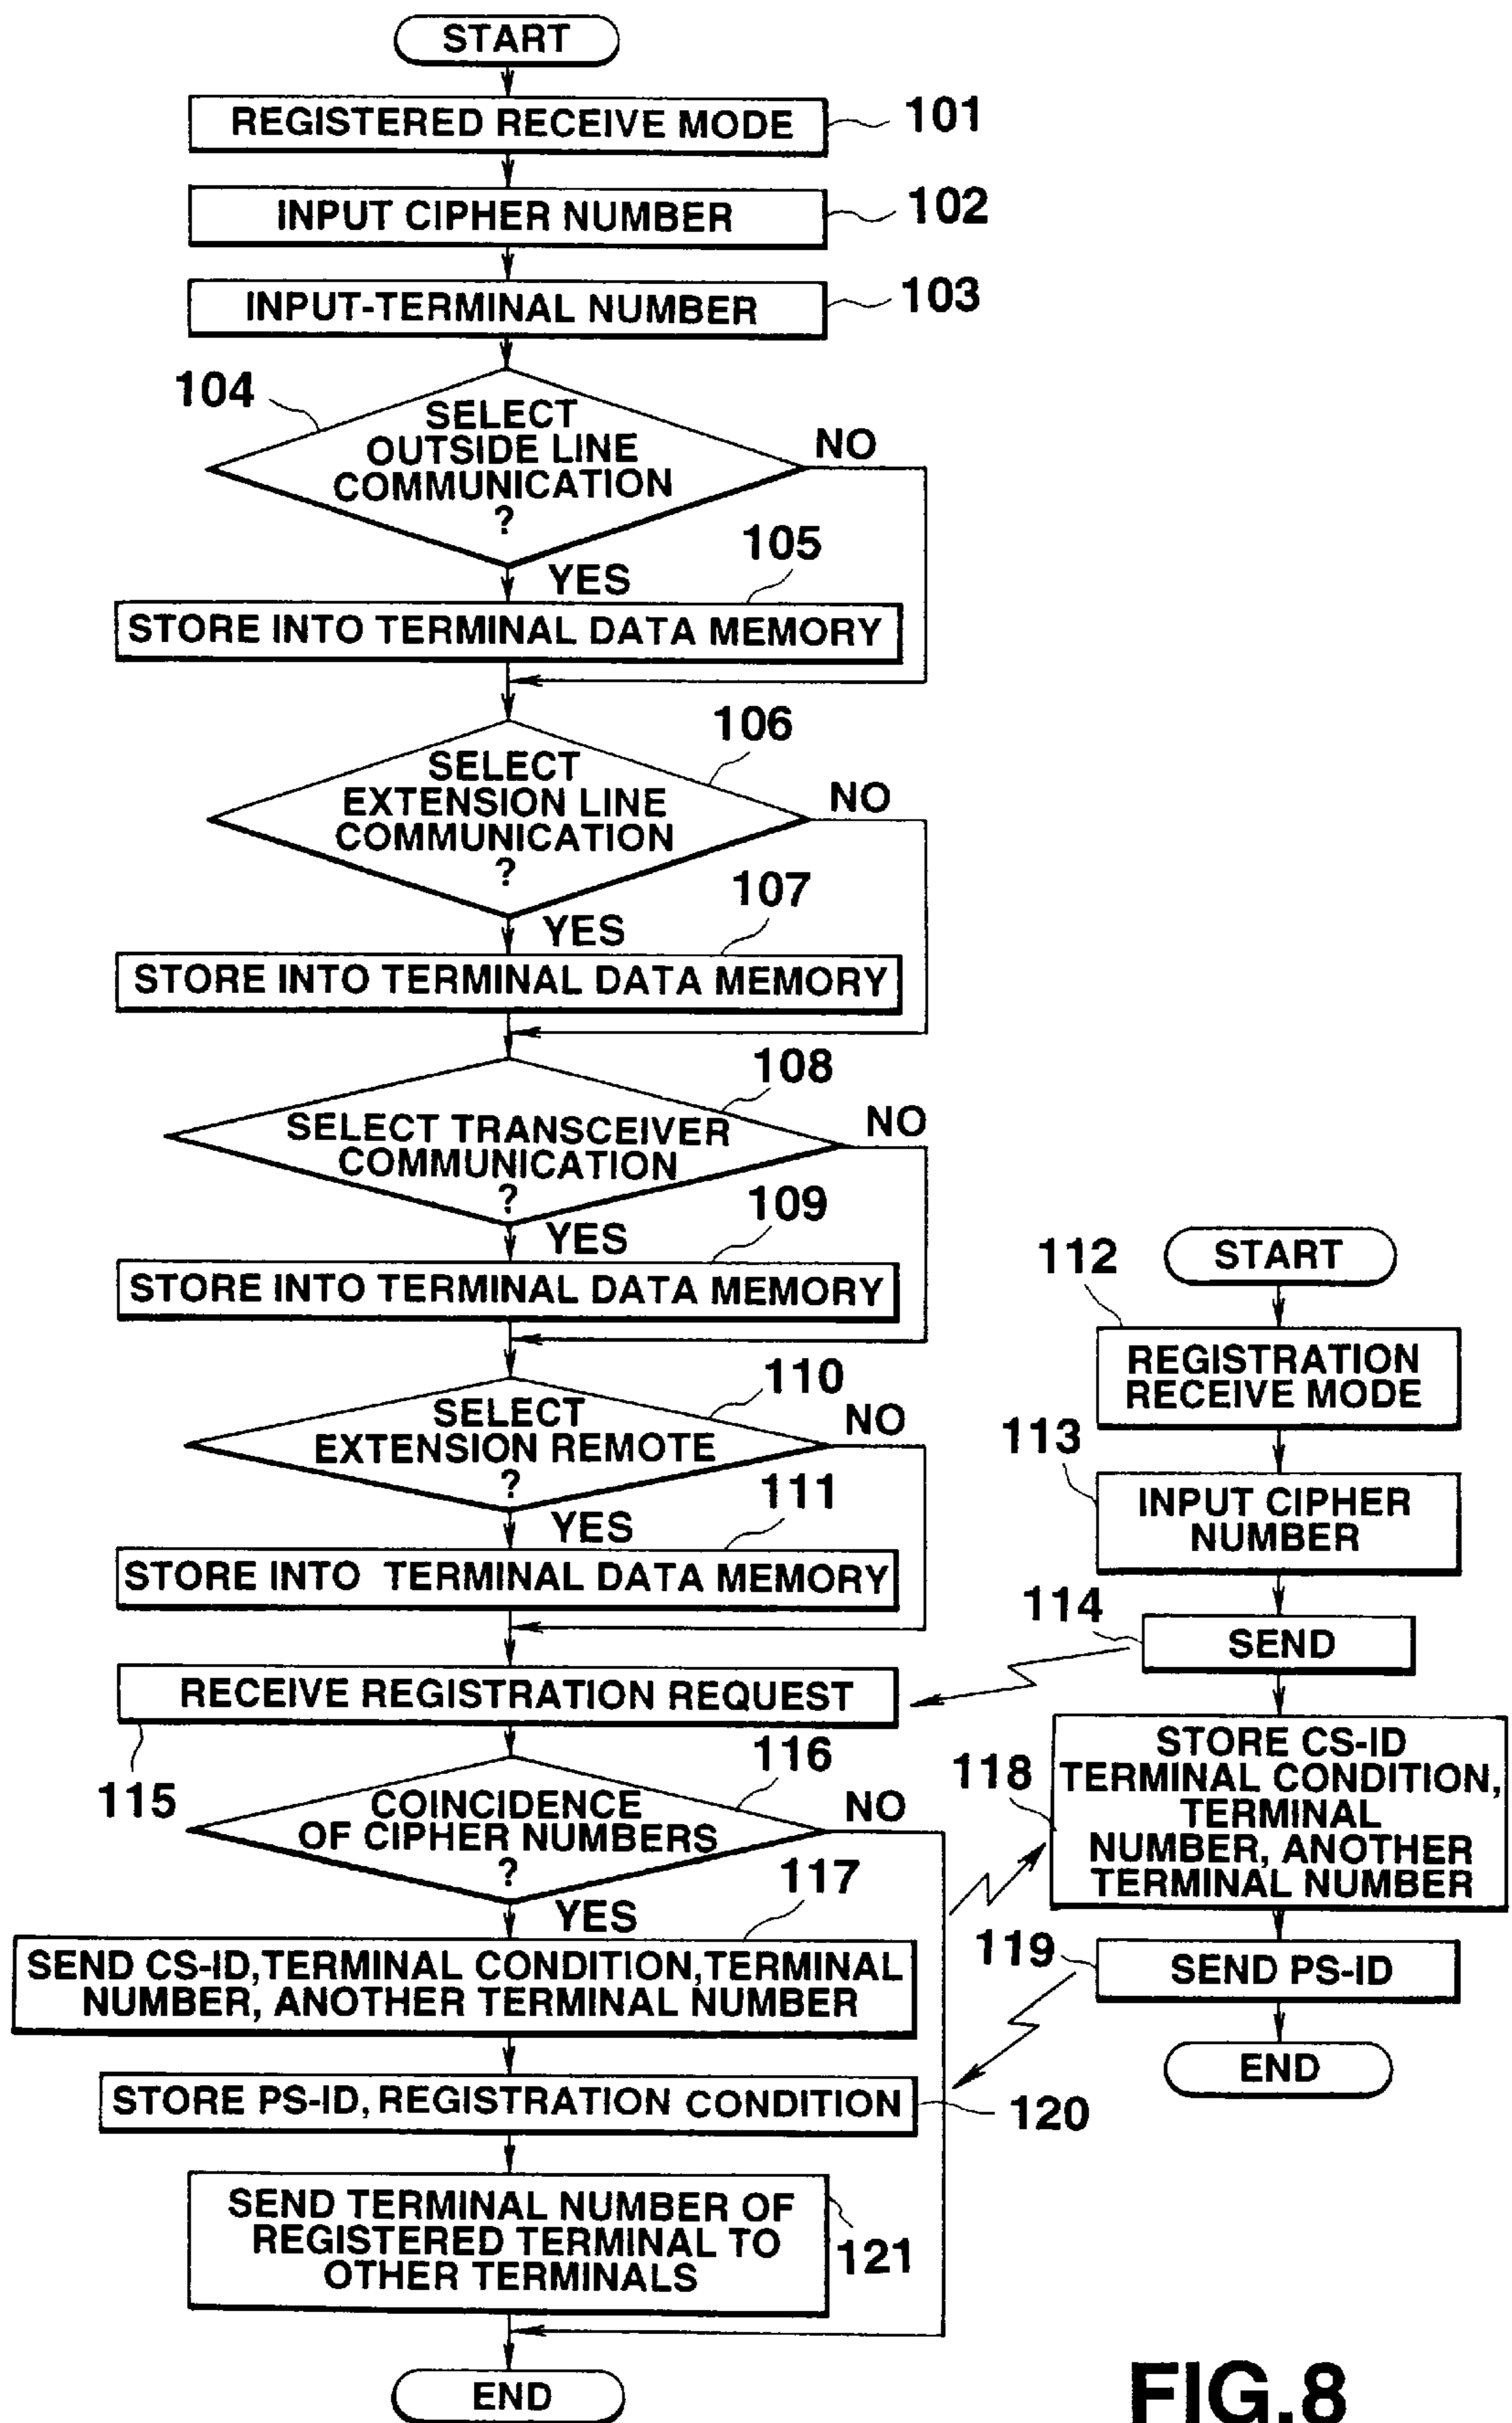 START
REGISTERED RECEIVE MODE
101
INPUT CIPHER NUMBER
102
INPUT-TERMINAL NUMBER
103
104
SELECT
OUTSIDE LINE
COMMUNICATION
?
NO
YES
105
STORE INTO TERMINAL DATA MEMORY
106
SELECT
EXTENSION LINE
COMMUNICATION
?
NO
YES
107
STORE INTO TERMINAL DATA MEMORY
108
SELECT TRANSCEIVER
COMMUNICATION
?
NO
YES
109
STORE INTO TERMINAL DATA MEMORY
110
SELECT
EXTENSION REMOTE
?
NO
YES
111
STORE INTO TERMINAL DATA MEMORY
RECEIVE REGISTRATION REQUEST
115
116
COINCIDENCE
OF CIPHER NUMBERS
?
NO
YES
117
SEND CS-ID,TERMINAL CONDITION,TERMINAL
NUMBER, ANOTHER TERMINAL NUMBER
STORE PS-ID, REGISTRATION CONDITION
120
SEND TERMINAL NUMBER OF
REGISTERED TERMINAL TO
OTHER TERMINALS
121
END
START
112
REGISTRATION
RECEIVE MODE
113
INPUT CIPHER
NUMBER
114
SEND
118
STORE CS-ID
TERMINAL CONDITION,
TERMINAL
NUMBER, ANOTHER
TERMINAL NUMBER
119
SEND PS-ID
END
FIG.8